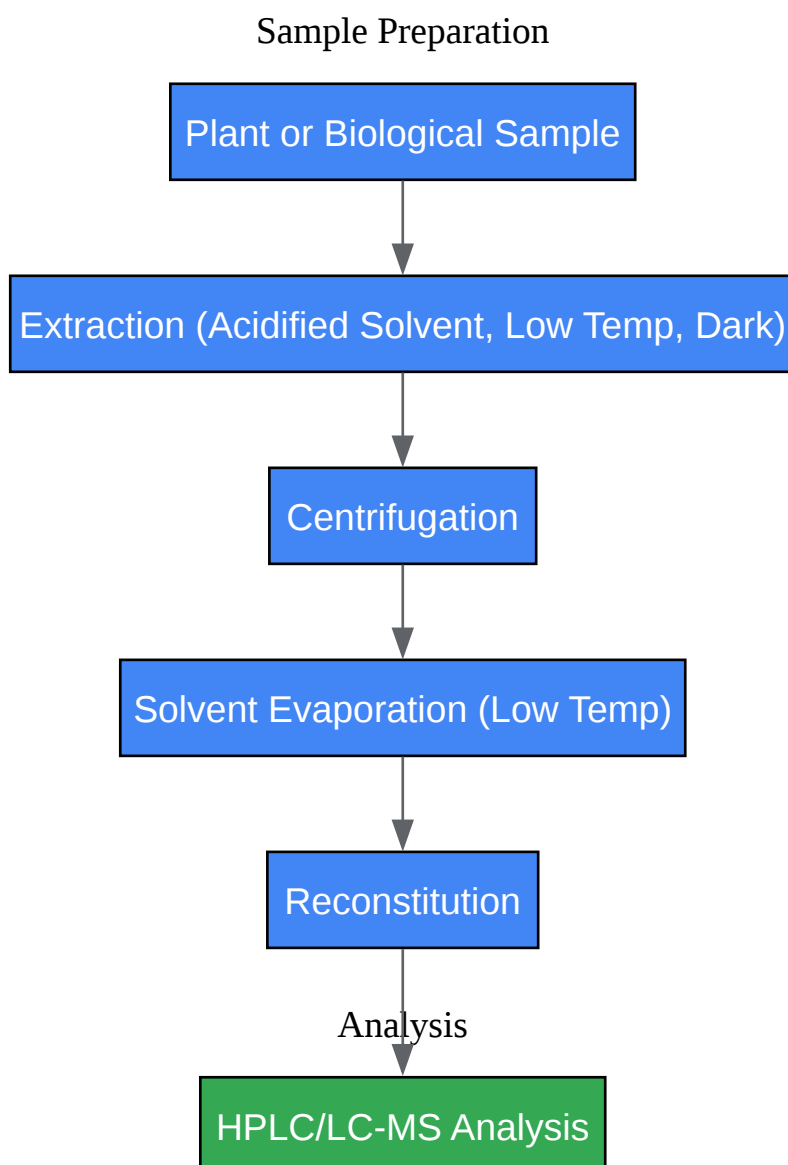 Sample Preparation
Plant or Biological Sample
Extraction (Acidified Solvent, Low Temp, Dark)
Centrifugation
Solvent Evaporation (Low Temp)
Reconstitution
Analysis
HPLC/LC-MS Analysis